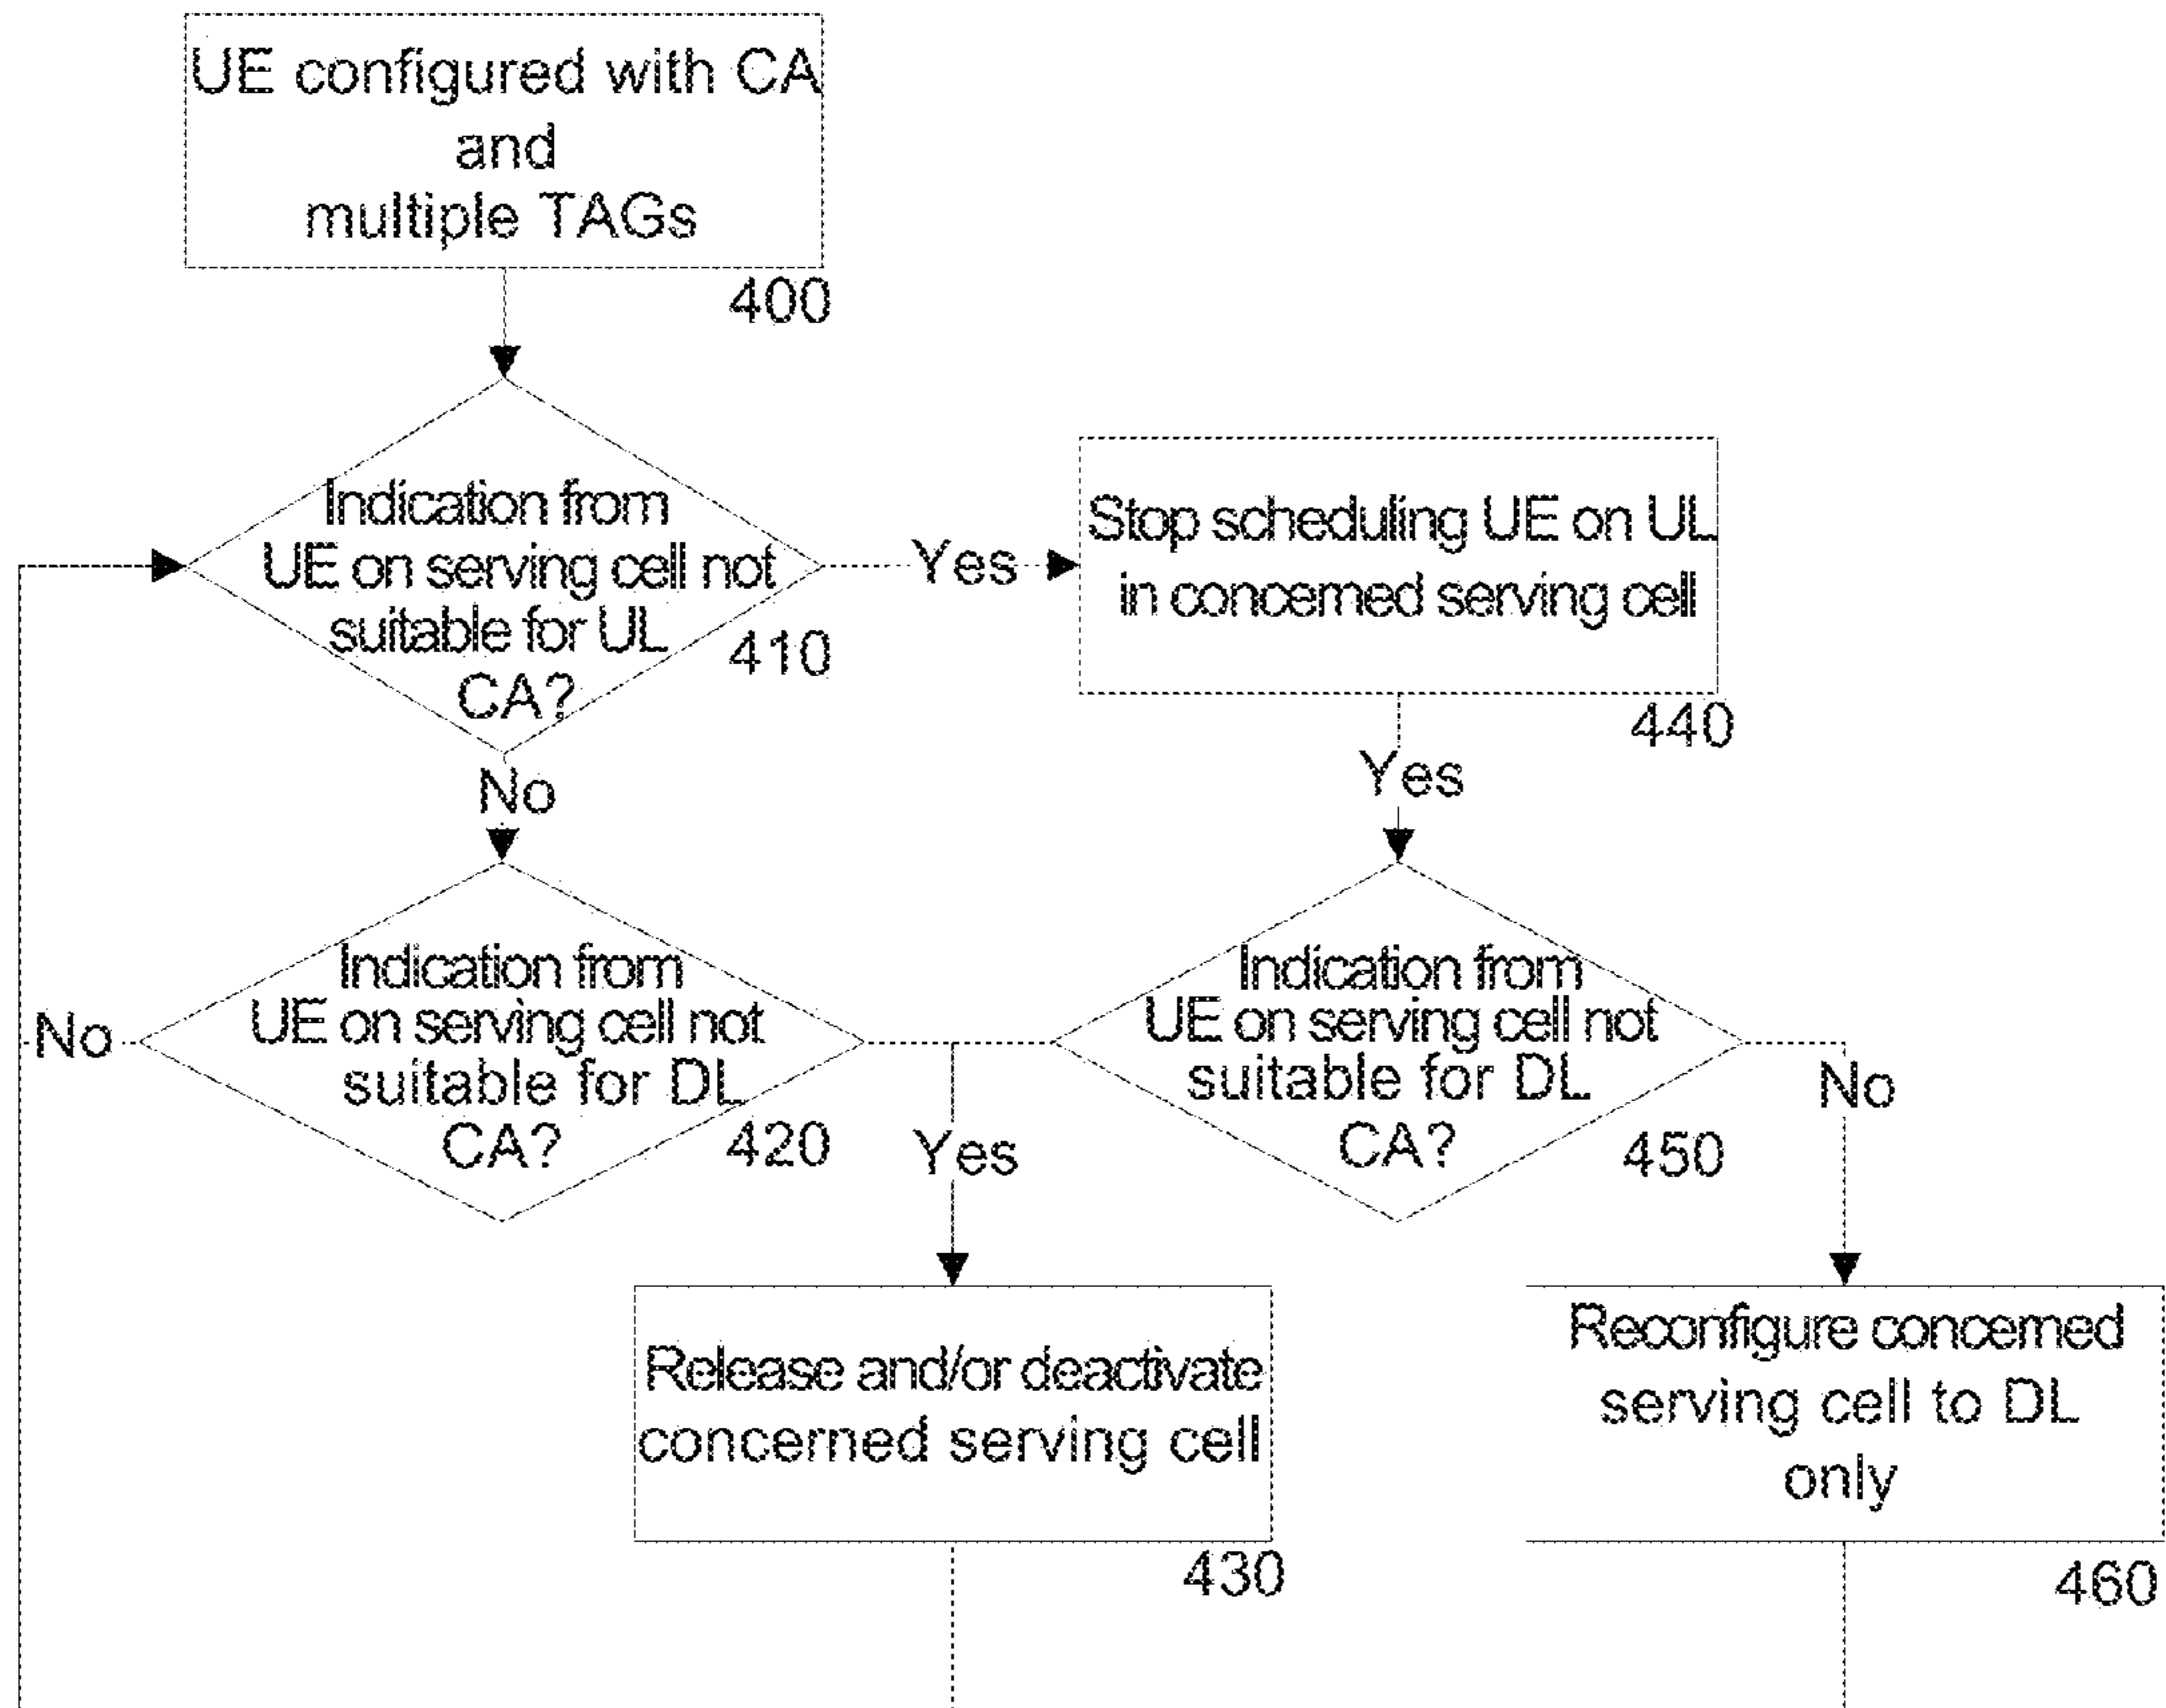 UE configured with CA
and
multiple TAGs
400
Indication from
UE on serving cell not
suitable for UL
CA?
410
Yes
Stop scheduling UE on UL
in concerned serving cell
440
No
Yes
Indication from
UE on serving cell not
suitable for DL
CA?
420
No
Yes
Indication from
UE on serving cell not
suitable for DL
CA?
450
No
Release and/or deactivate
concerned serving cell
430
Reconfigure concerned
serving cell to DL
only
460